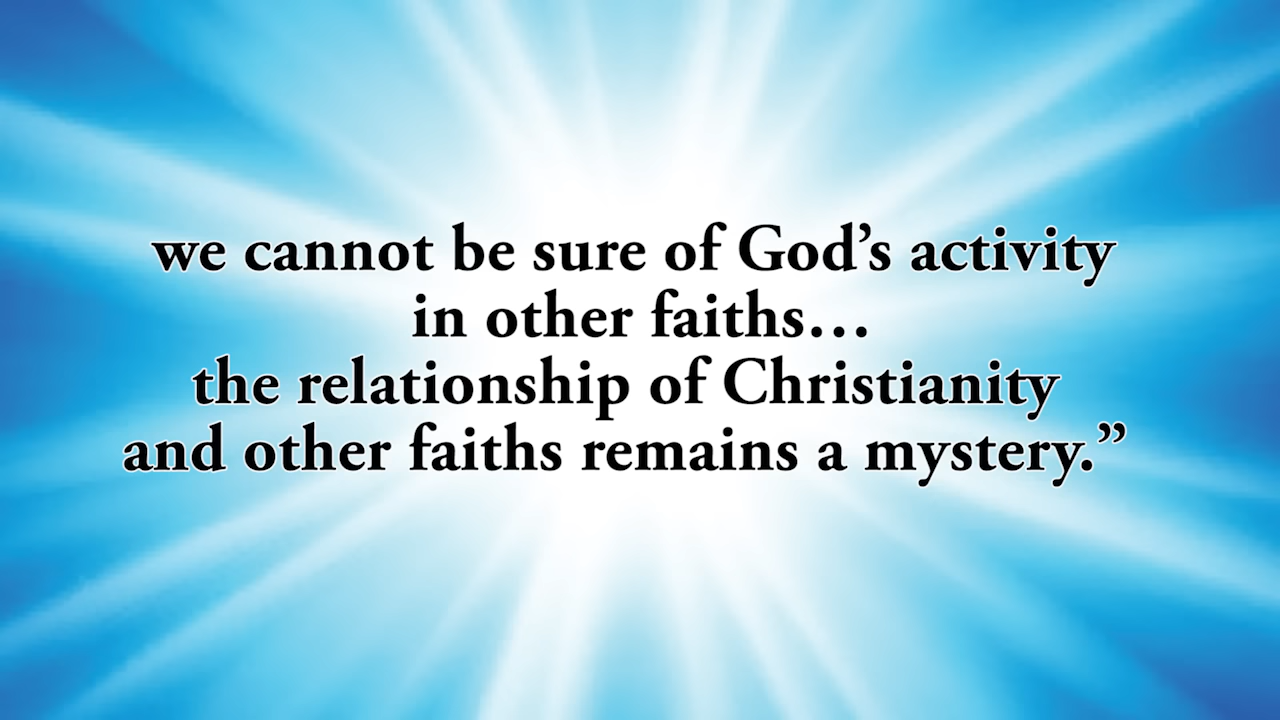 we cannot be sure of God’s activity
in other faiths…
the relationship of Christianity
and other faiths remains a mystery.”